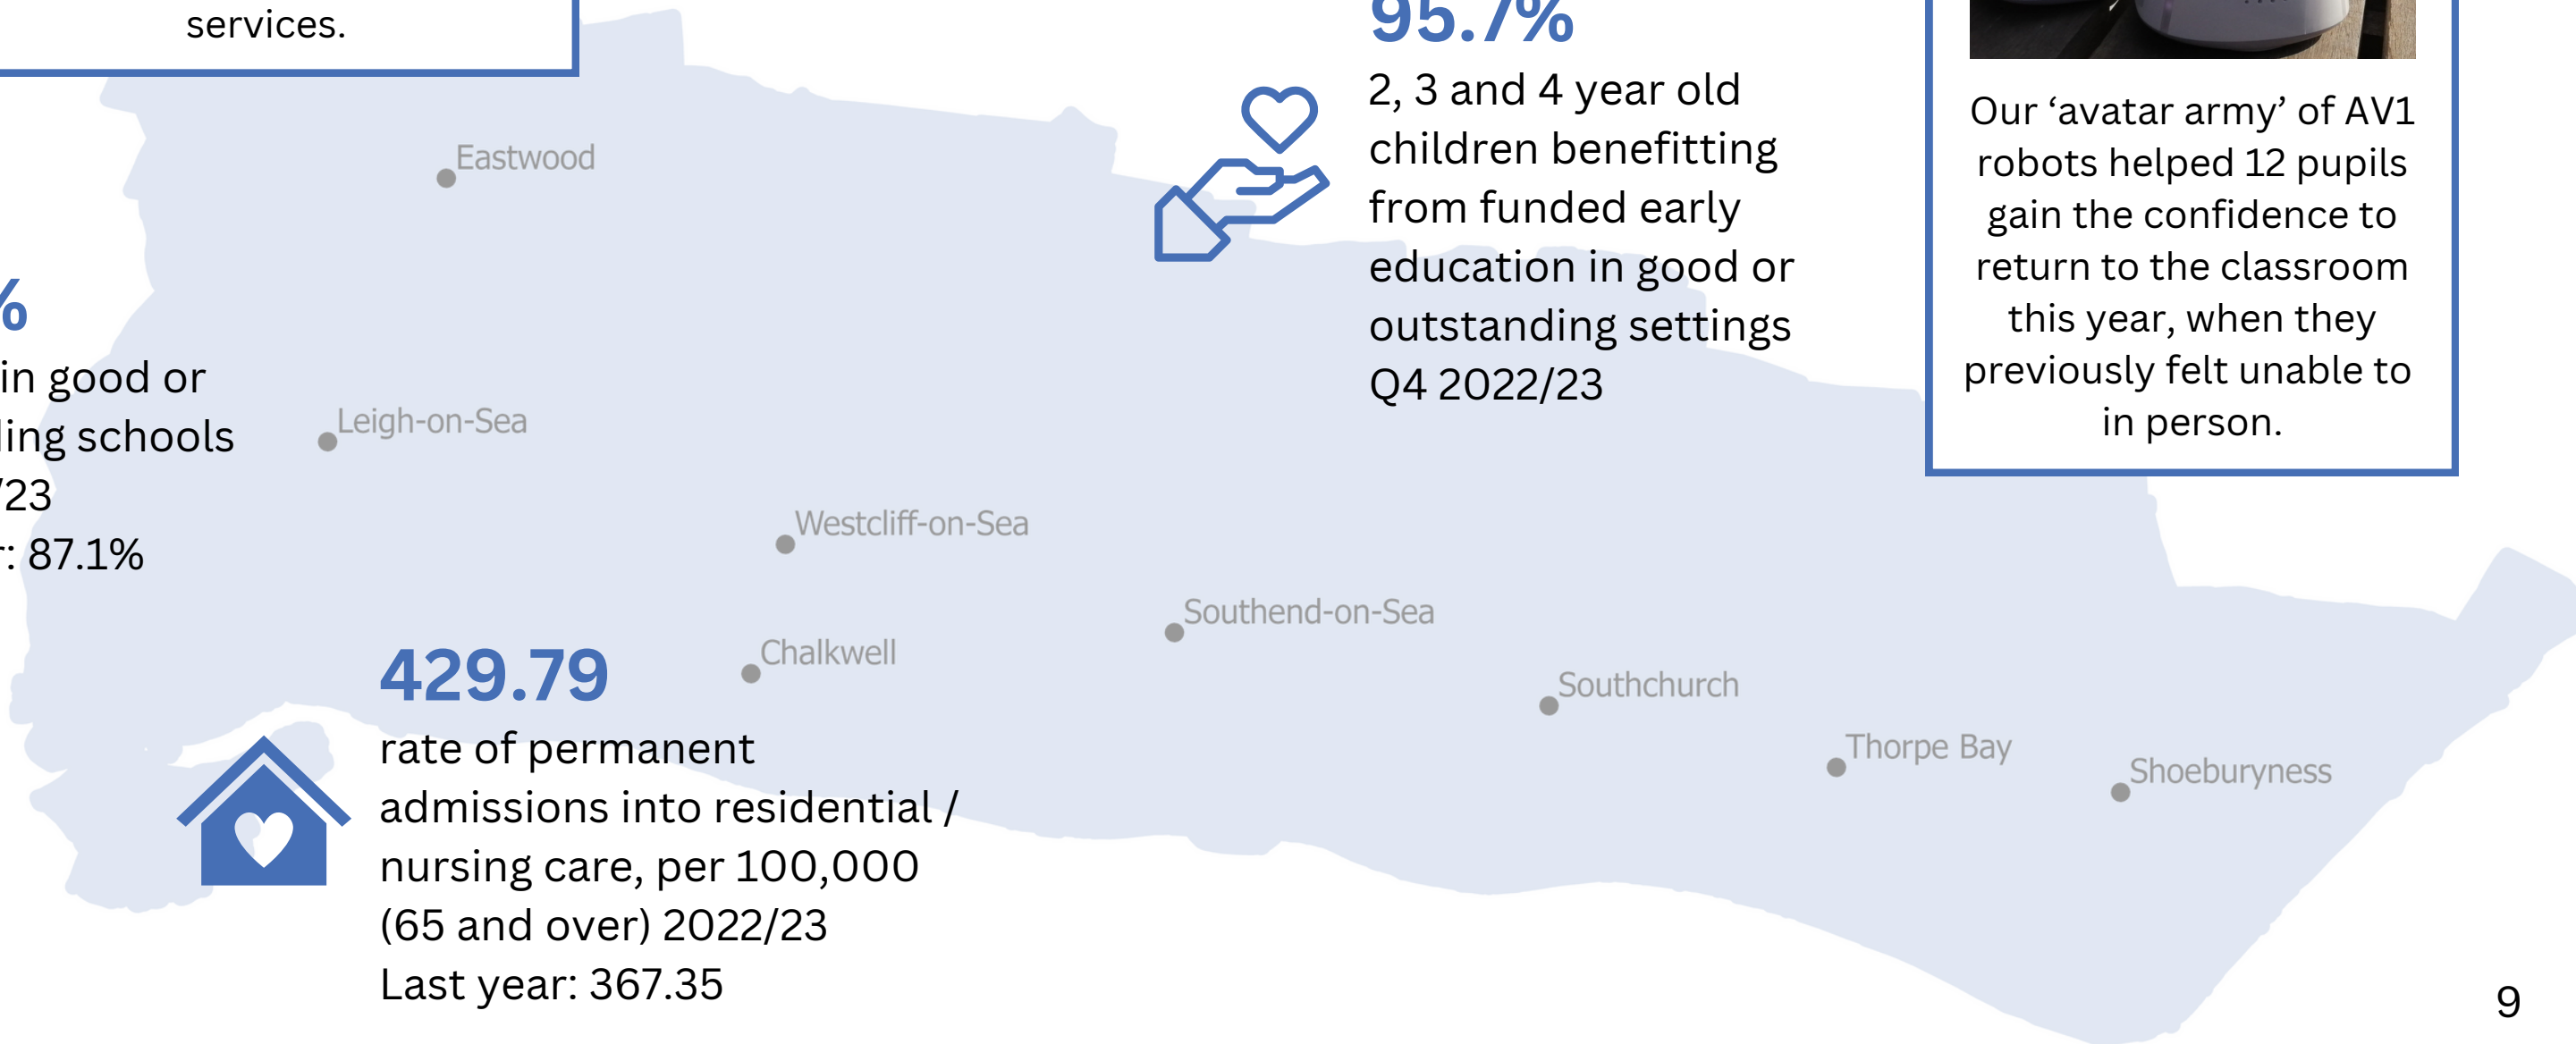 services.
%
in good or
schools
/23
87.1%
95.7%
2, 3 and 4 year old
children benefitting
from funded early
education in good or
outstanding settings
Q4 2022/23
Our ‘avatar army’ of AV1
robots helped 12 pupils
gain the confidence to
return to the classroom
this year, when they
previously felt unable to
in person.
Eastwood
Leigh-on-Sea
Westcliff-on-Sea
Southend-on-Sea
Chalkwell
Southchurch
Thorpe Bay
Shoeburyness
429.79
rate of permanent
admissions into residential /
nursing care, per 100,000
(65 and over) 2022/23
Last year: 367.35
9